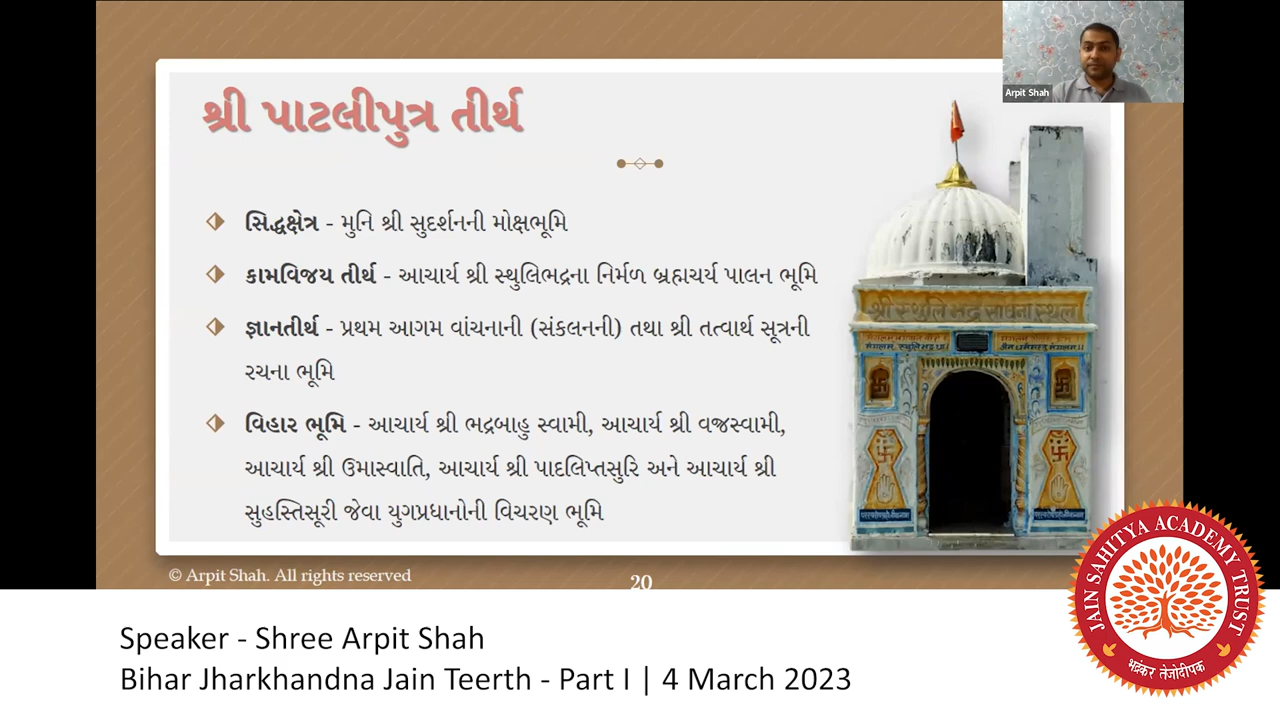 Arpit Shah
શ્રી પાટલીપુત્ર તીર્થ
સિદ્ધક્ષેત્ર - મુનિ શ્રી સુદર્શનની મોક્ષભૂમિ
કામવિજય તીર્થ - આચાર્ય શ્રી સ્થુલિભદ્રના નિર્મળ બ્રહ્મચર્ય પાલન ભૂમિ
જ્ઞાનતીર્થ - પ્રથમ આગમ વાંચનાની (સંકલનની) તથા શ્રી તત્વાર્થ સૂત્રની
રચના ભૂમિ
વિહાર ભૂમિ - આચાર્ય શ્રી ભદ્રબાહુ સ્વામી, આચાર્ય શ્રી વજ્રસ્વામી,
આચાર્ય શ્રી ઉમાસ્વાતિ, આચાર્ય શ્રી પાદલિપ્તસુરિ અને આચાર્ય શ્રી
સુહસ્તિસૂરી જેવા યુગપ્રધાનોની વિચરણ ભૂમિ
© Arpit Shah. All rights reserved
20
Speaker - Shree Arpit Shah
Bihar Jharkhandna Jain Teerth - Part I | 4 March 2023
JAIN SAHITYA ACADEMY TRUST
भद्रंकर तेजोदीपक